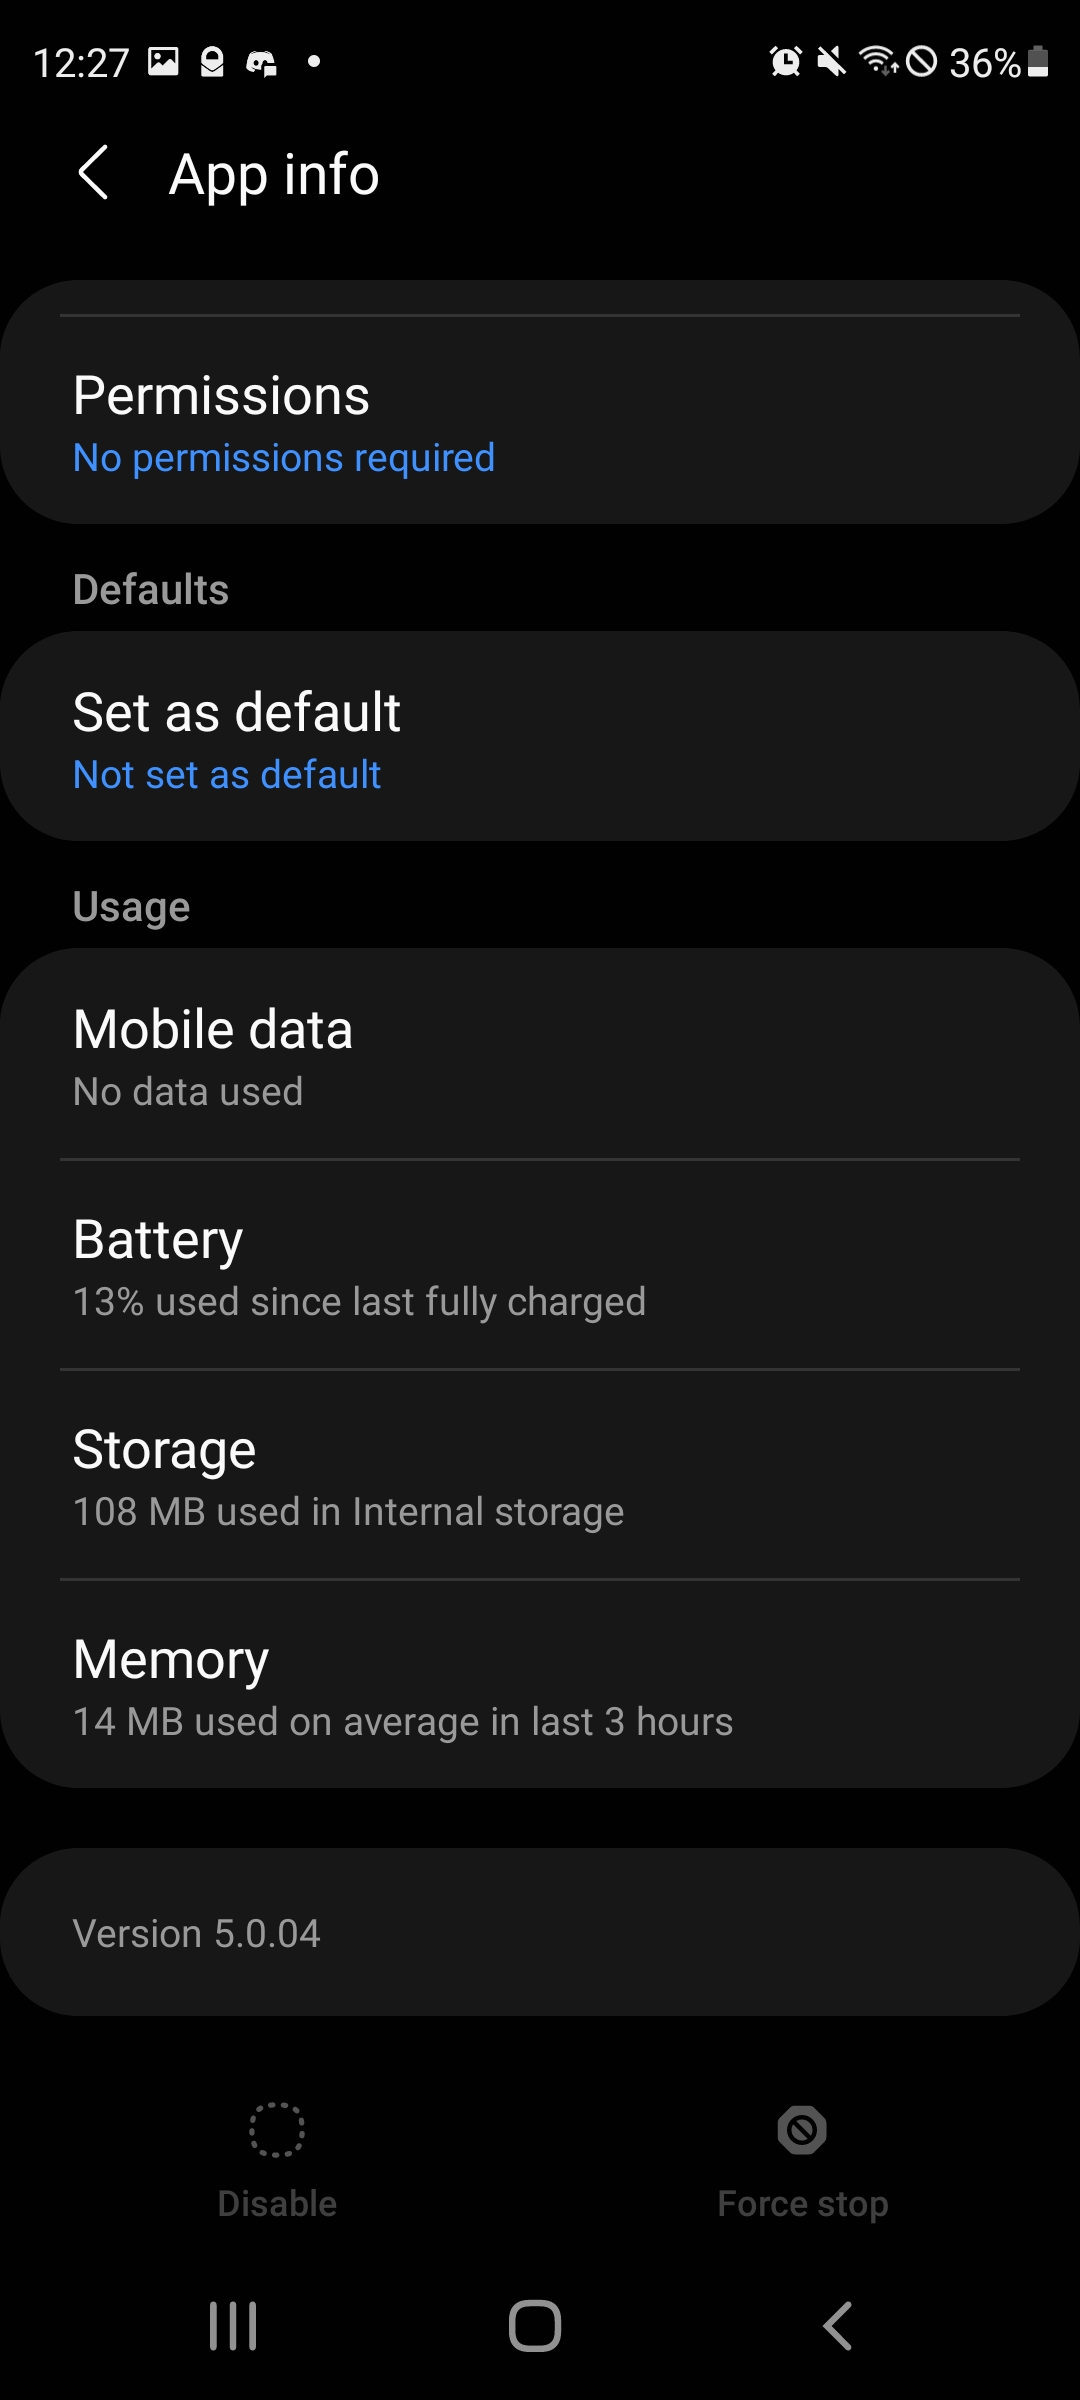 12:27
36%
App info
Permissions
No permissions required
Defaults
Set as default
Not set as default
Usage
Mobile data
No data used
Battery
13% used since last fully charged
Storage
108 MB used in Internal storage
Memory
14 MB used on average in last 3 hours
Version 5.0.04
Disable
Force stop